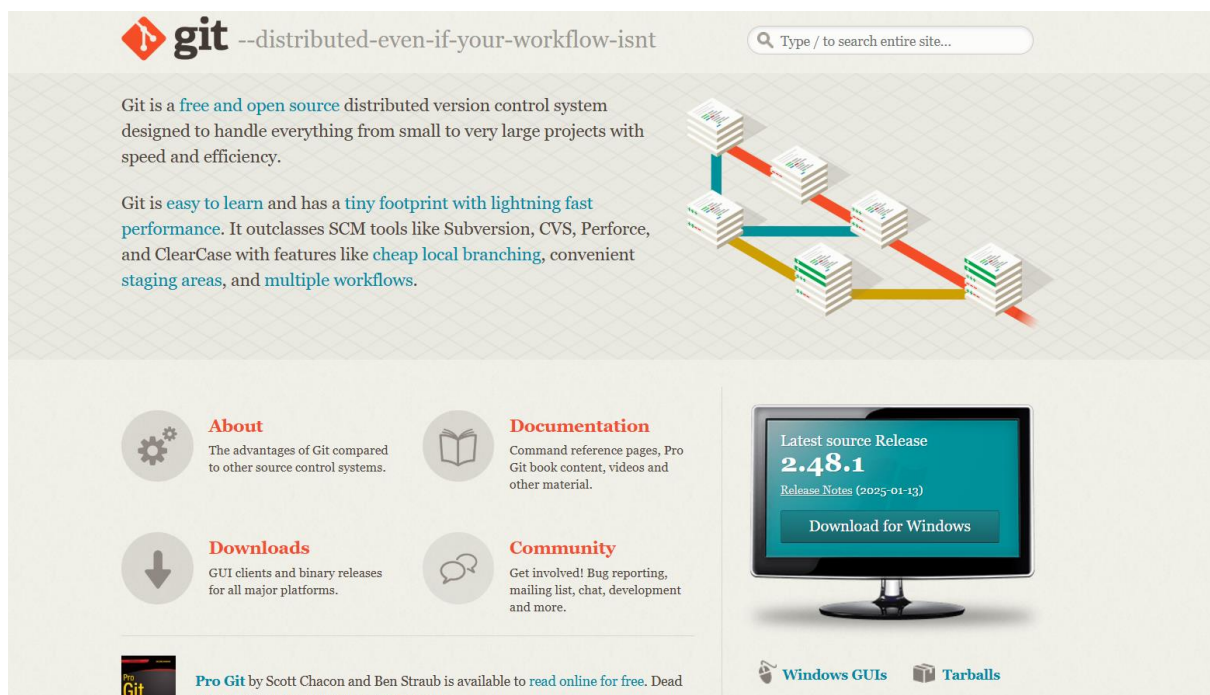 git --distributed-even-if-your-workflow-isnt
Type / to search entire site...
Git is a free and open source distributed version control system
designed to handle everything from small to very large projects with
speed and efficiency.
Git is easy to learn and has a tiny footprint with lightning fast
performance. It outclasses SCM tools like Subversion, CVS, Perforce,
and ClearCase with features like cheap local branching, convenient
staging areas, and multiple workflows.
About
The advantages of Git compared
to other source control systems.
Documentation
Command reference pages, Pro
Git book content, videos and
other material.
Downloads
GUI clients and binary releases
for all major platforms.
Community
Get involved! Bug reporting,
mailing list, chat, development
and more.
Latest source Release
2.48.1
Release Notes (2025-01-13)
Download for Windows
Windows GUIs
Tarballs
Pro
Git
Pro Git by Scott Chacon and Ben Straub is available to read online for free. Dead